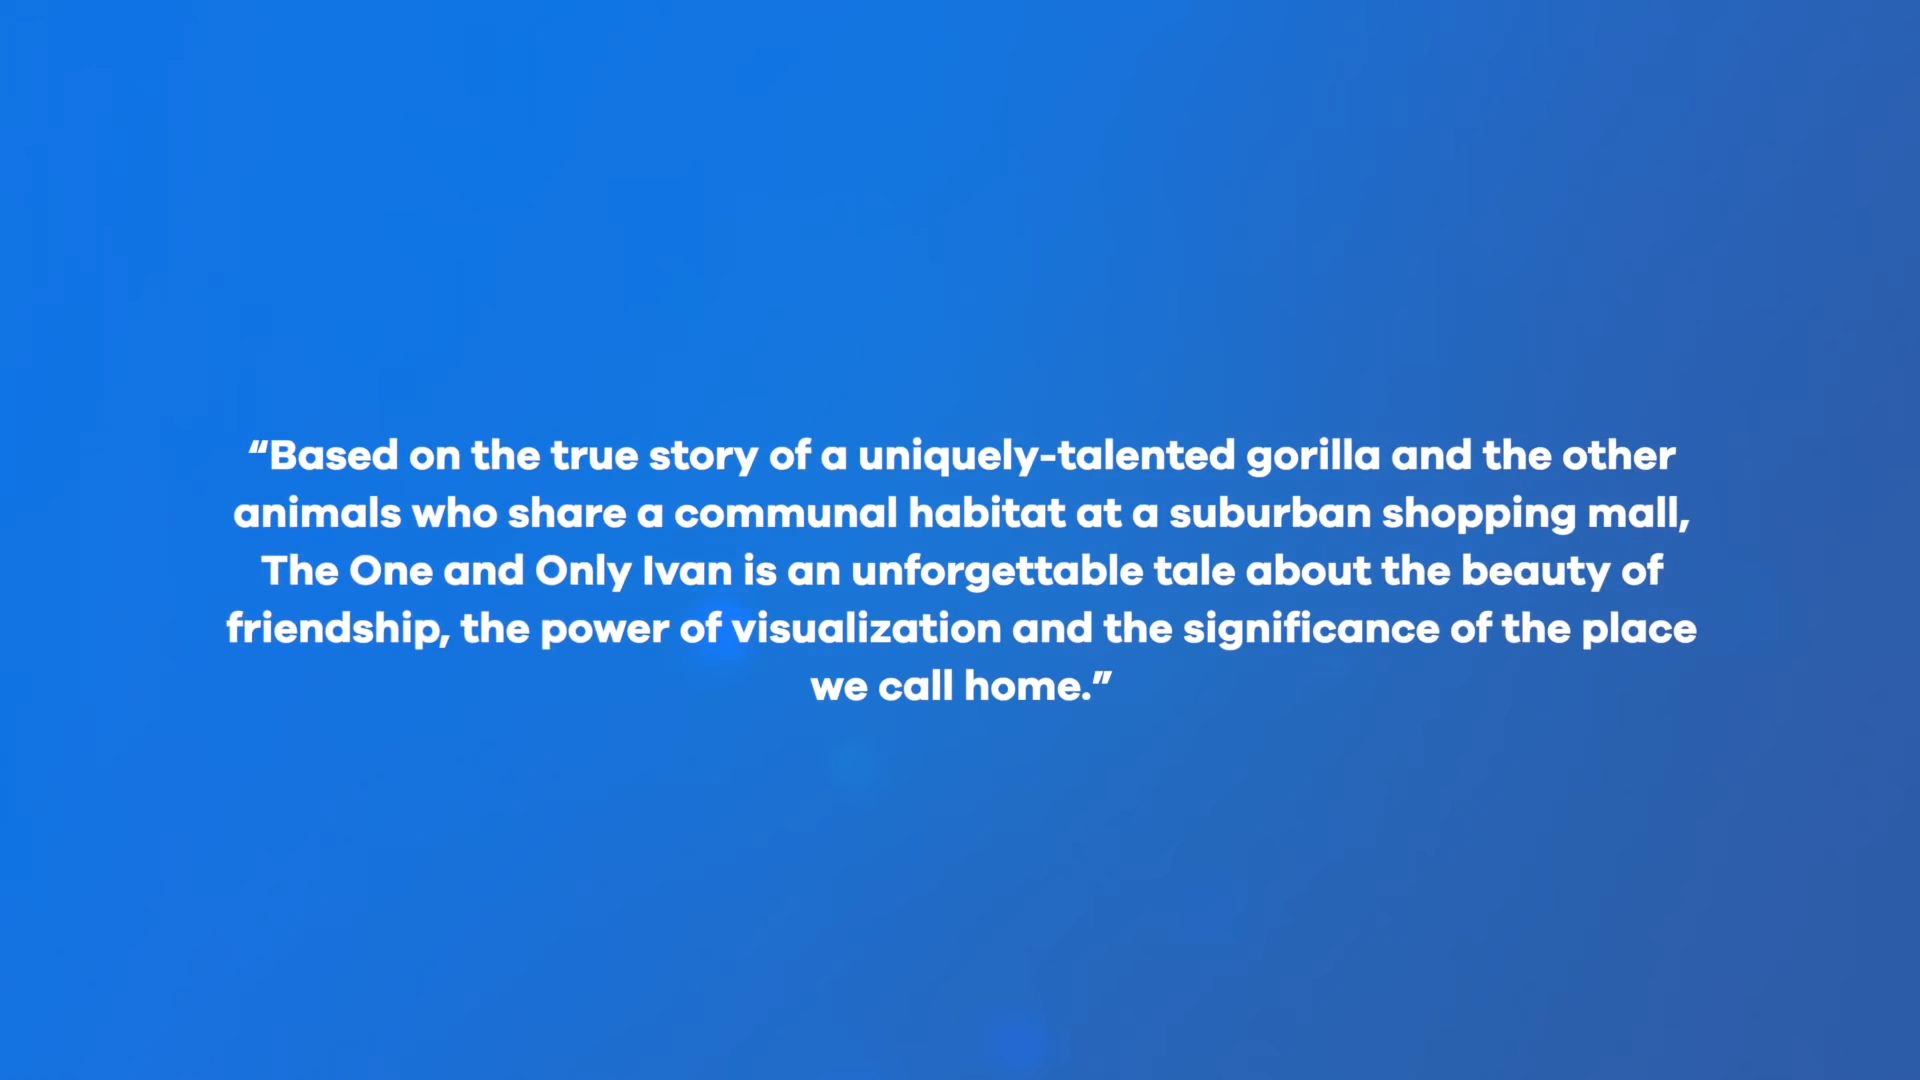 “Based on the true story of a uniquely-talented gorilla and the other
animals who share a communal habitat at a suburban shopping mall,
The One and Only Ivan is an unforgettable tale about the beauty of
friendship, the power of visualization and the significance of the place
we call home.”